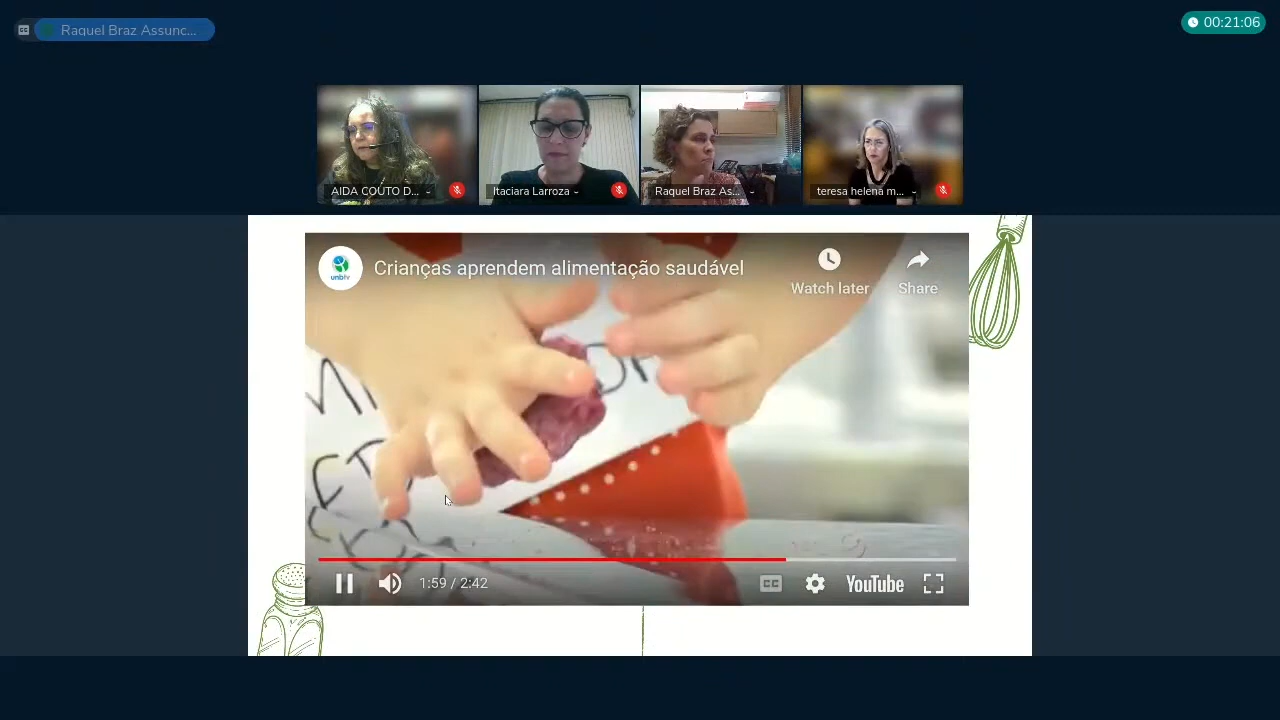 Raquel Braz Assunc...
00:21:06
AIDA COUTO D...
Itaciara Larroza
Raquel Braz As...
teresa helena m...
unbtv
Crianças aprendem alimentação saudável
Watch later
Share
1:59 / 2:42
CC
YouTube